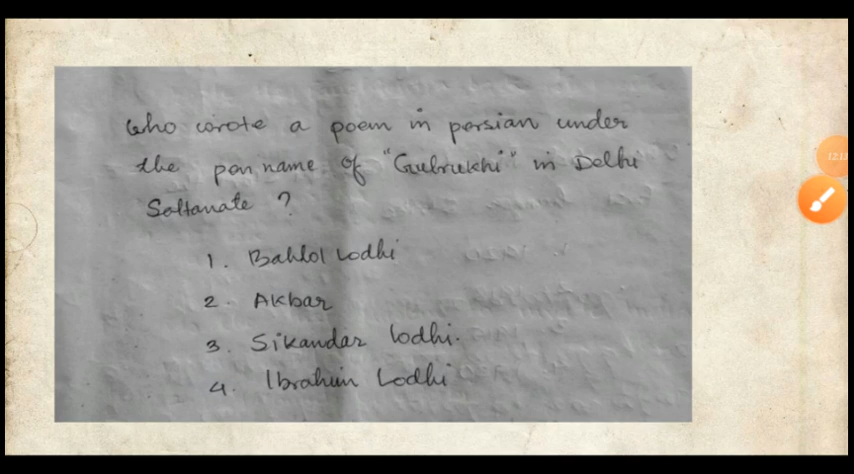 Who wrote a poem in persian under
the pen name of "Gulrukhi" in Delhi
Saltanate ?
1. Bahlol Lodhi
2. Akbar
3. Sikandar lodhi.
4. Ibrahim Lodhi